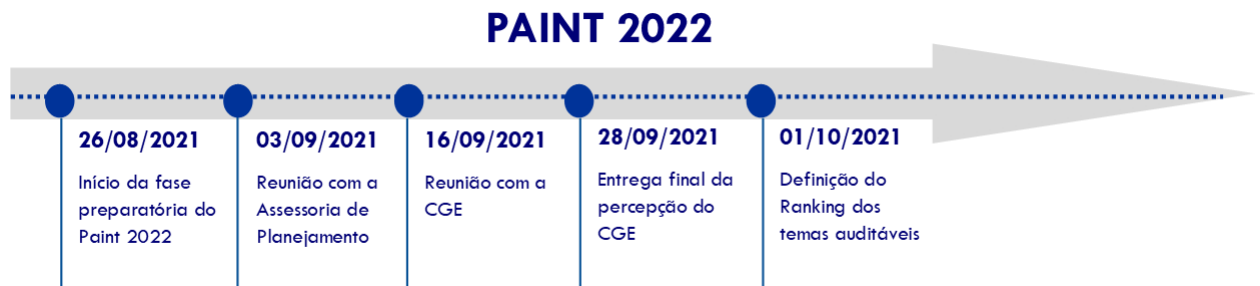 PAINT 2022
26/08/2021
Início da fase
preparatória do
Paint 2022
03/09/2021
Reunião com a
Assessoria de
Planejamento
16/09/2021
Reunião com a
CGE
28/09/2021
Entrega final da
percepção do
CGE
01/10/2021
Definição do
Ranking dos
temas auditáveis